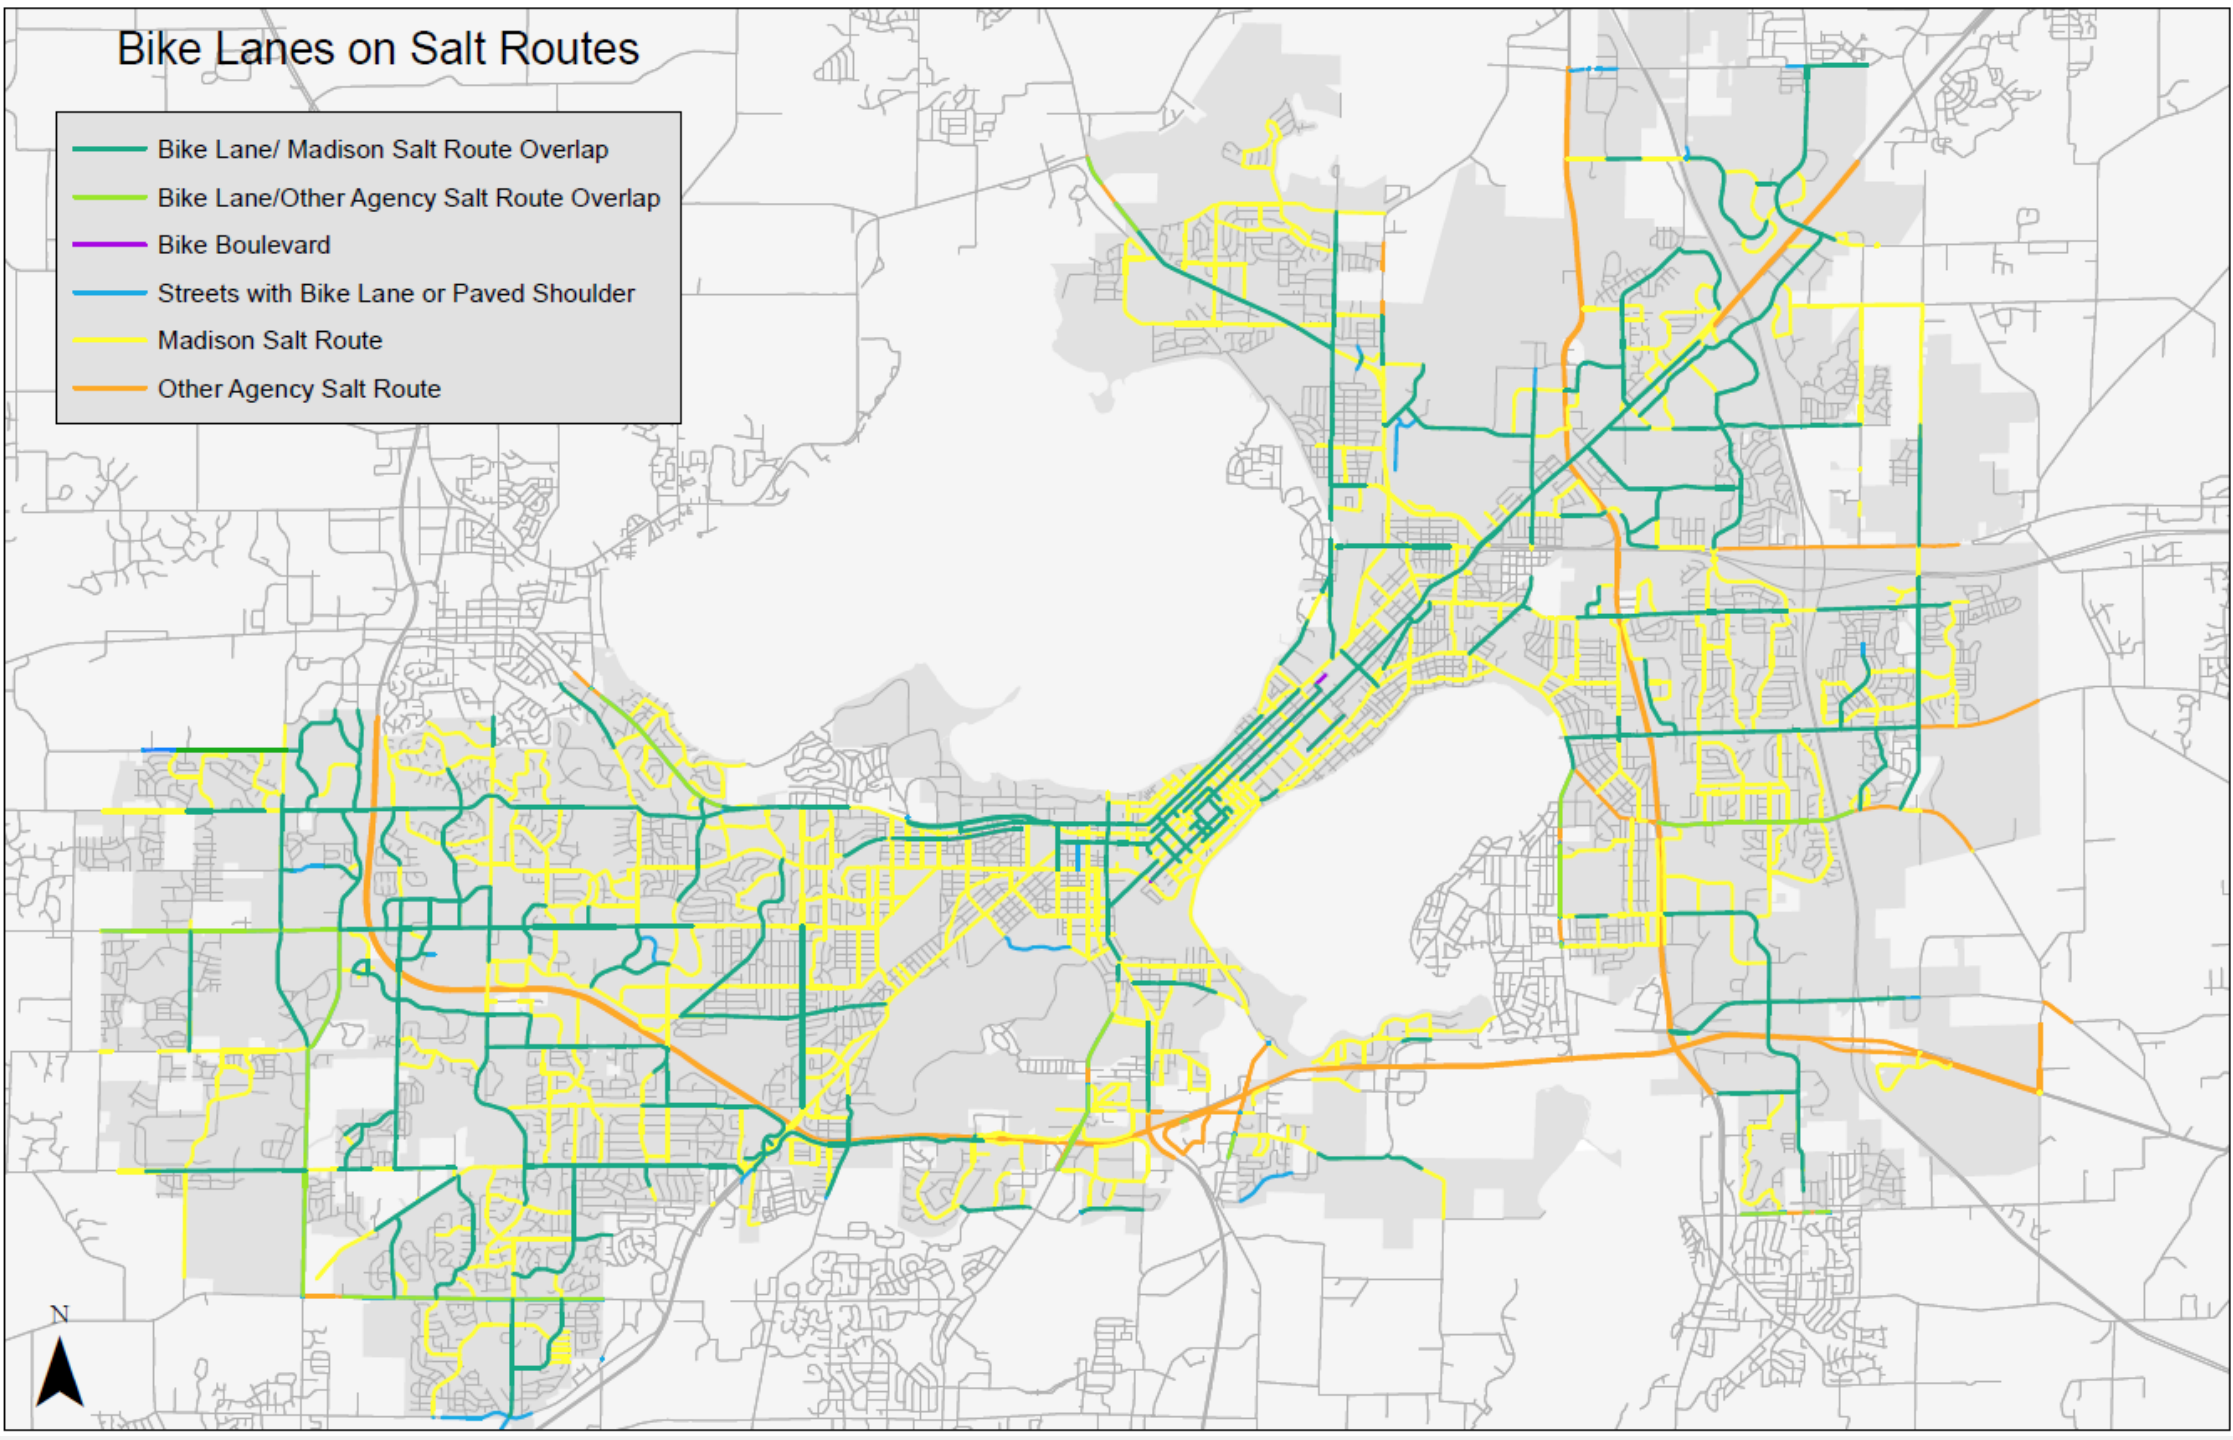 Bike Lanes on Salt Routes
Bike Lane/ Madison Salt Route Overlap
Bike Lane/Other Agency Salt Route Overlap
Bike Boulevard
Streets with Bike Lane or Paved Shoulder
Madison Salt Route
Other Agency Salt Route
N